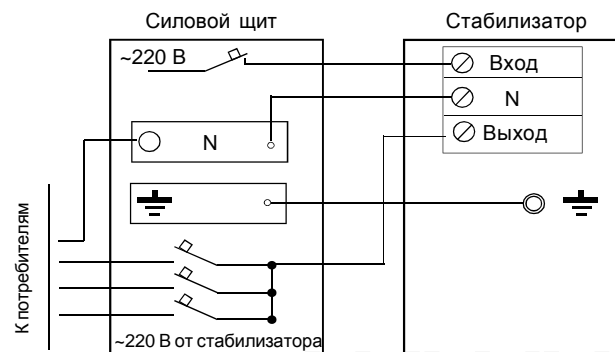 Силовой щит
Стабилизатор
~220 В
Вход
N
N
Выход
К потребителям
~220 В от стабилизатора